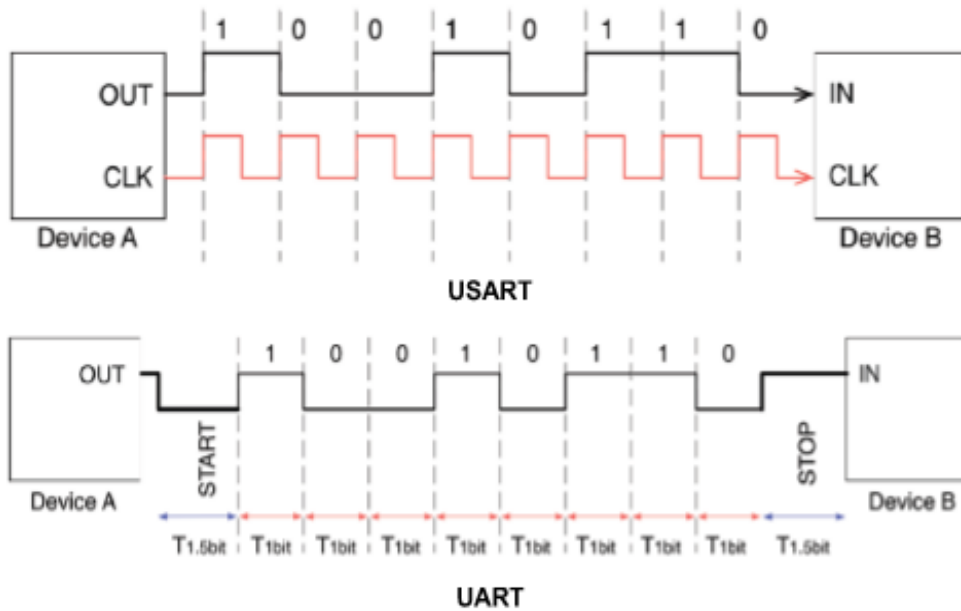 1 0 0 1 0 1 1 0
OUT IN
CLK CLK
Device A Device B
USART
1 0 0 1 0 1 1 0
OUT IN
START STOP
Device A Device B
T1.5bit T1bit T1bit T1bit T1bit T1bit T1bit T1bit T1bit T1.5bit
UART